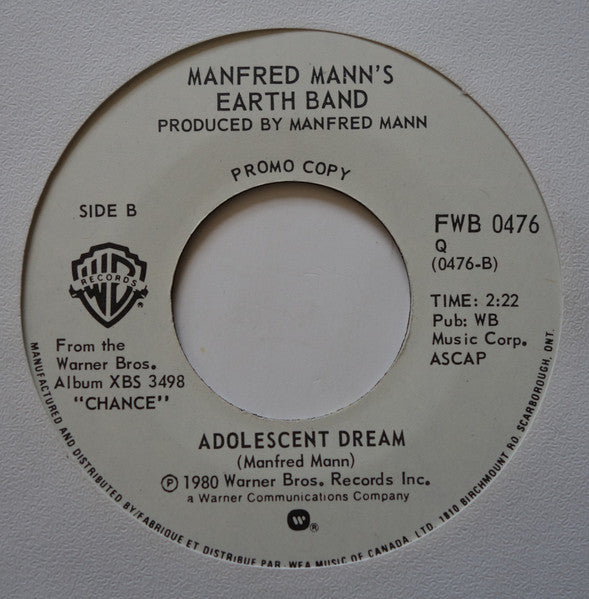 MANFRED MANN'S
EARTH BAND
PRODUCED BY MANFRED MANN
PROMO COPY
SIDE B
FWB 0476
Q
(0476-B)
WB
RECORDS
®
TIME: 2:22
Pub: WB
Music Corp.
ASCAP
From the
Warner Bros.
Album XBS 3498
"CHANCE"
ADOLESCENT DREAM
(Manfred Mann)
Ⓟ 1980 Warner Bros. Records Inc.
a Warner Communications Company
®
MANUFACTURED AND DISTRIBUTED BY/FABRIQUE ET DISTRIBUE PAR WEA MUSIC OF CANADA, LTD. 1810 BIRCHMOUNT RD. SCARBOROUGH, ONT.